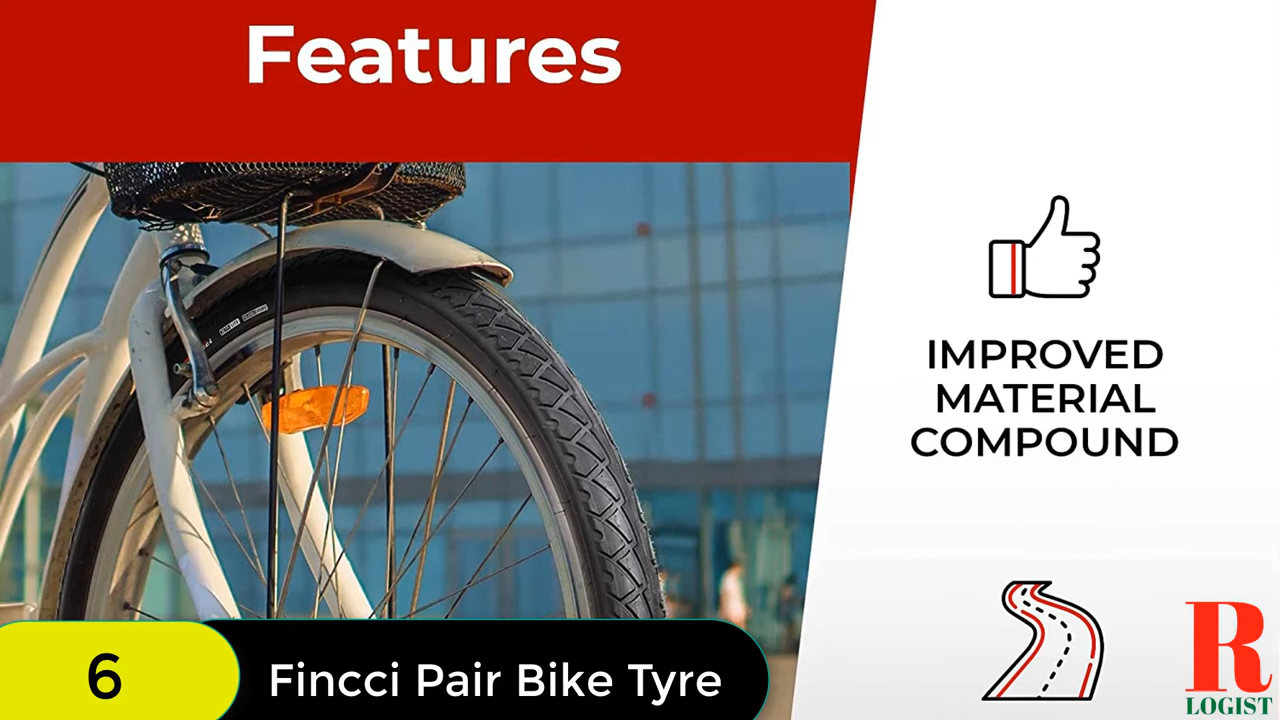 Features
IMPROVED
MATERIAL
COMPOUND
6
Fincci Pair Bike Tyre
R
LOGIST